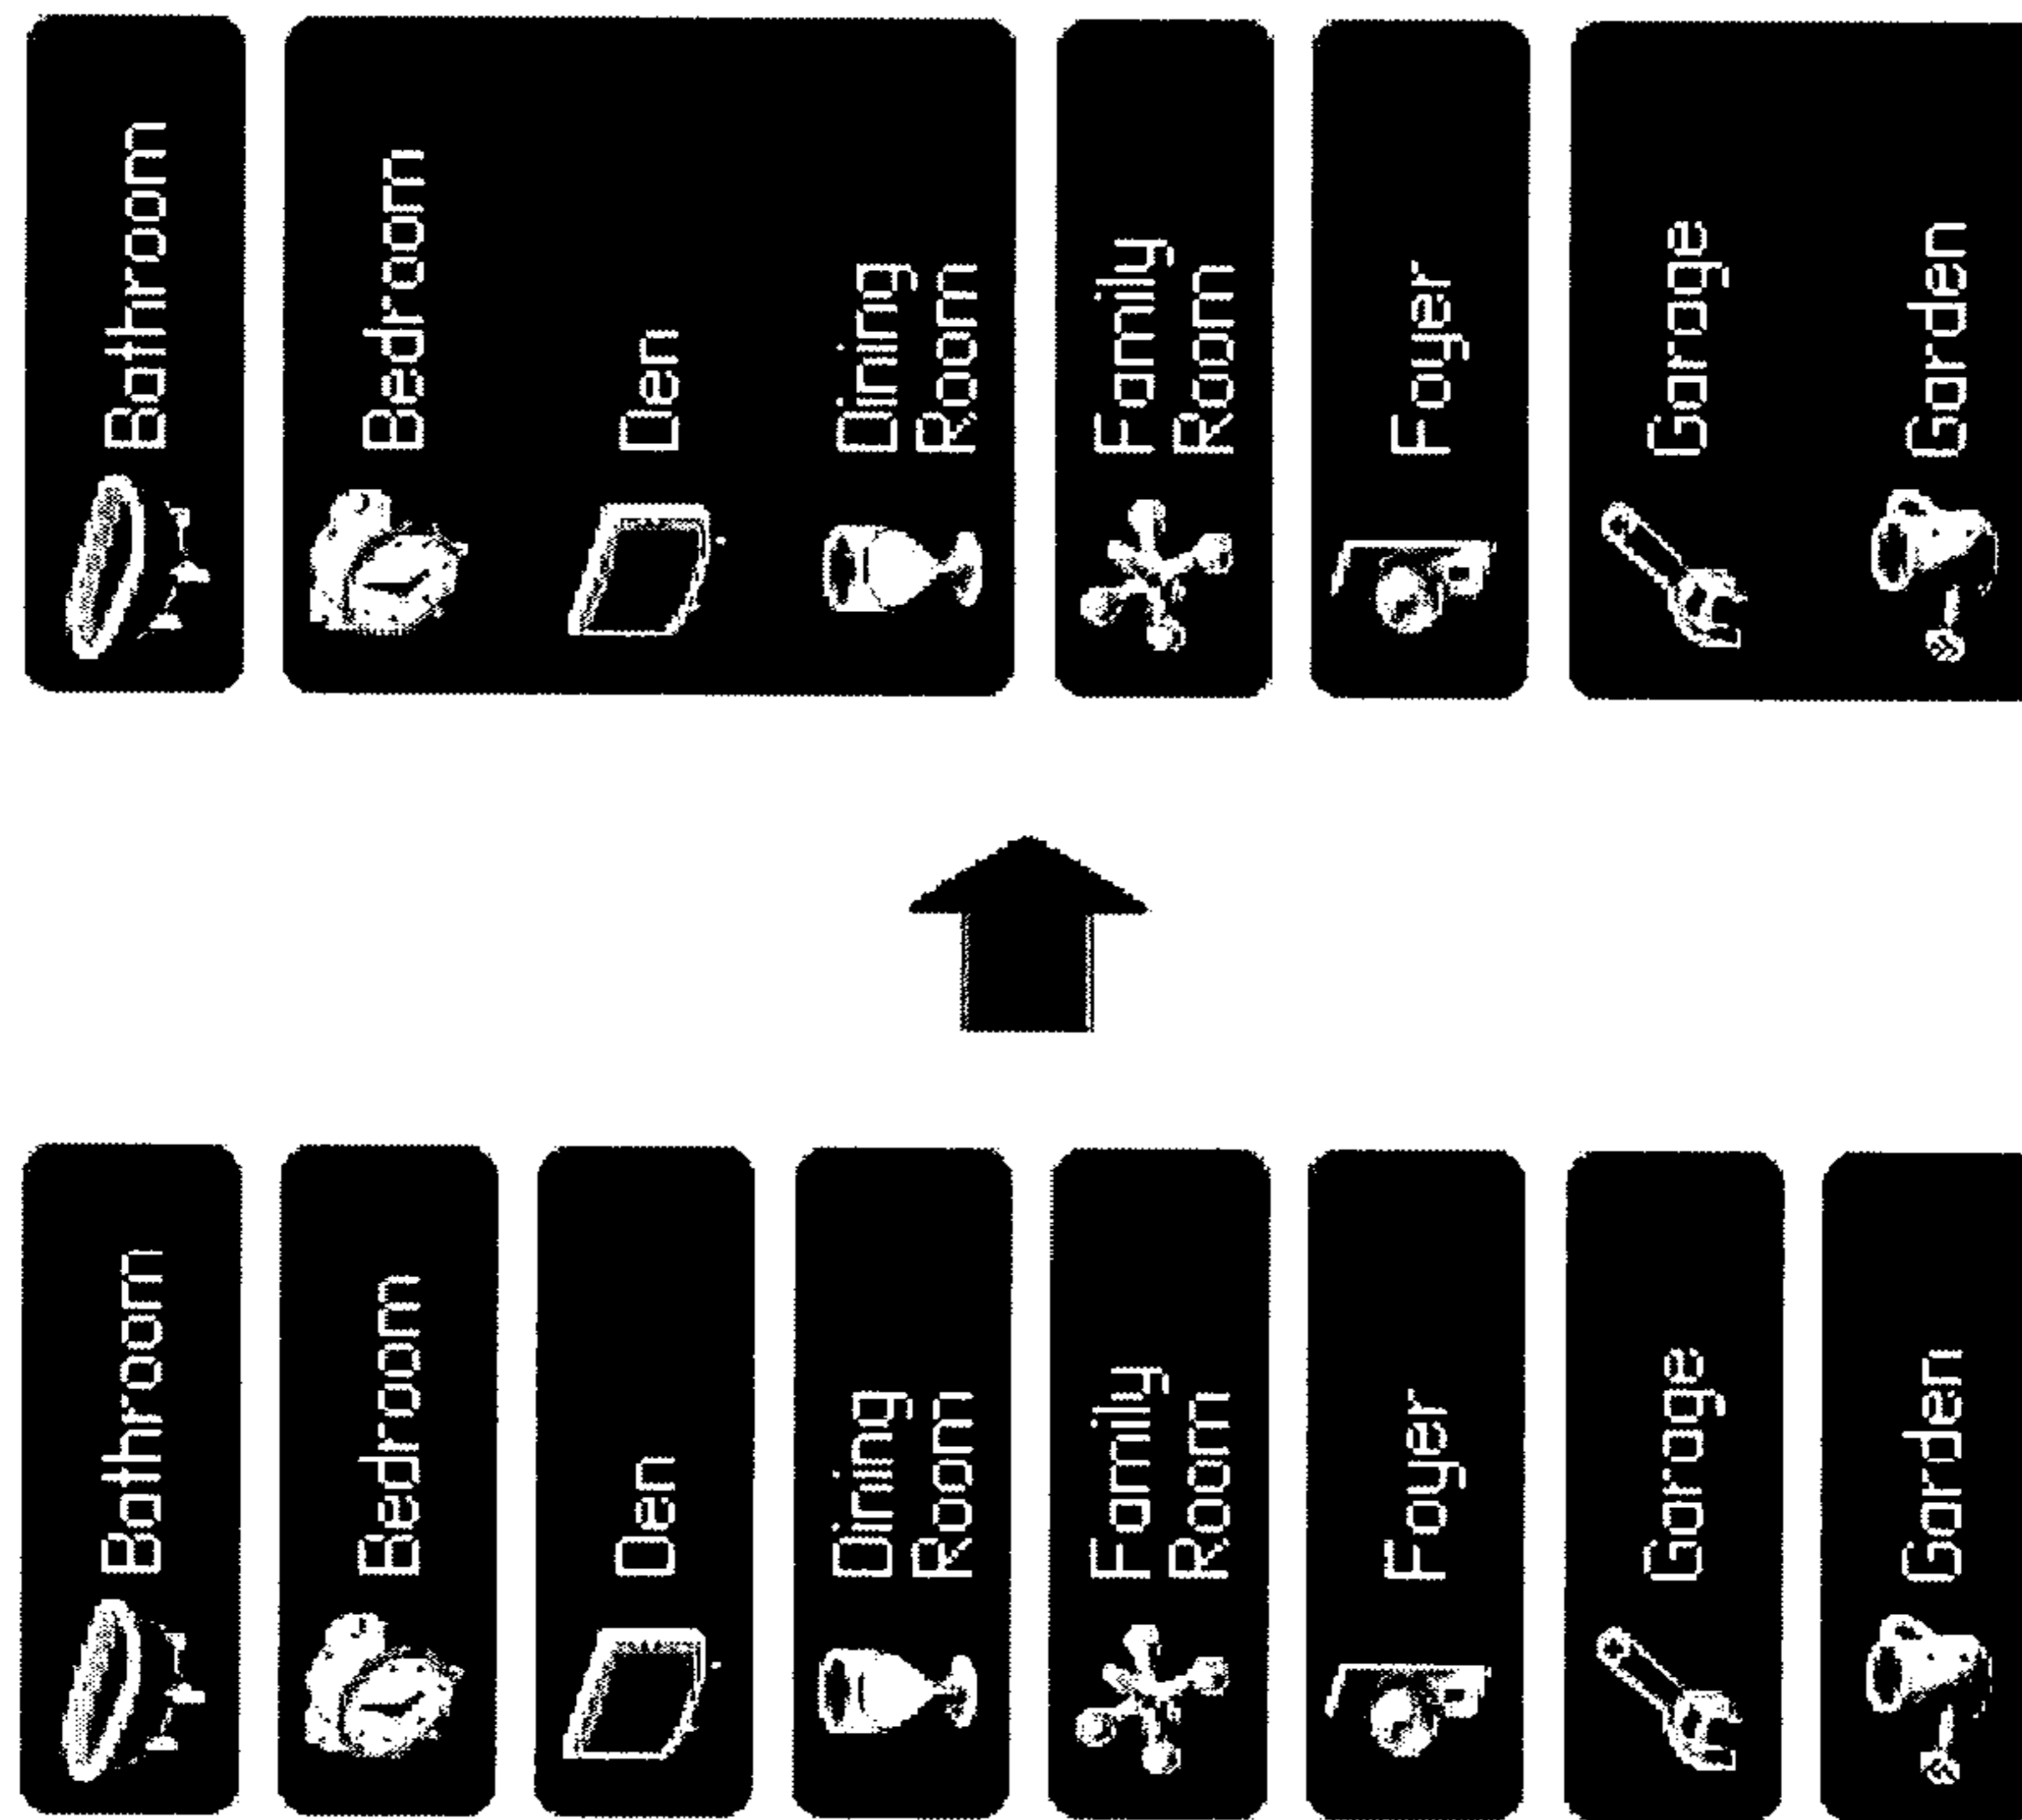 Bathroom
Bedroom
Den
Dining
Room
Family
Room
Foyer
Garage
Garden
Bathroom
Bedroom
Den
Dining
Room
Family
Room
Foyer
Garage
Garden